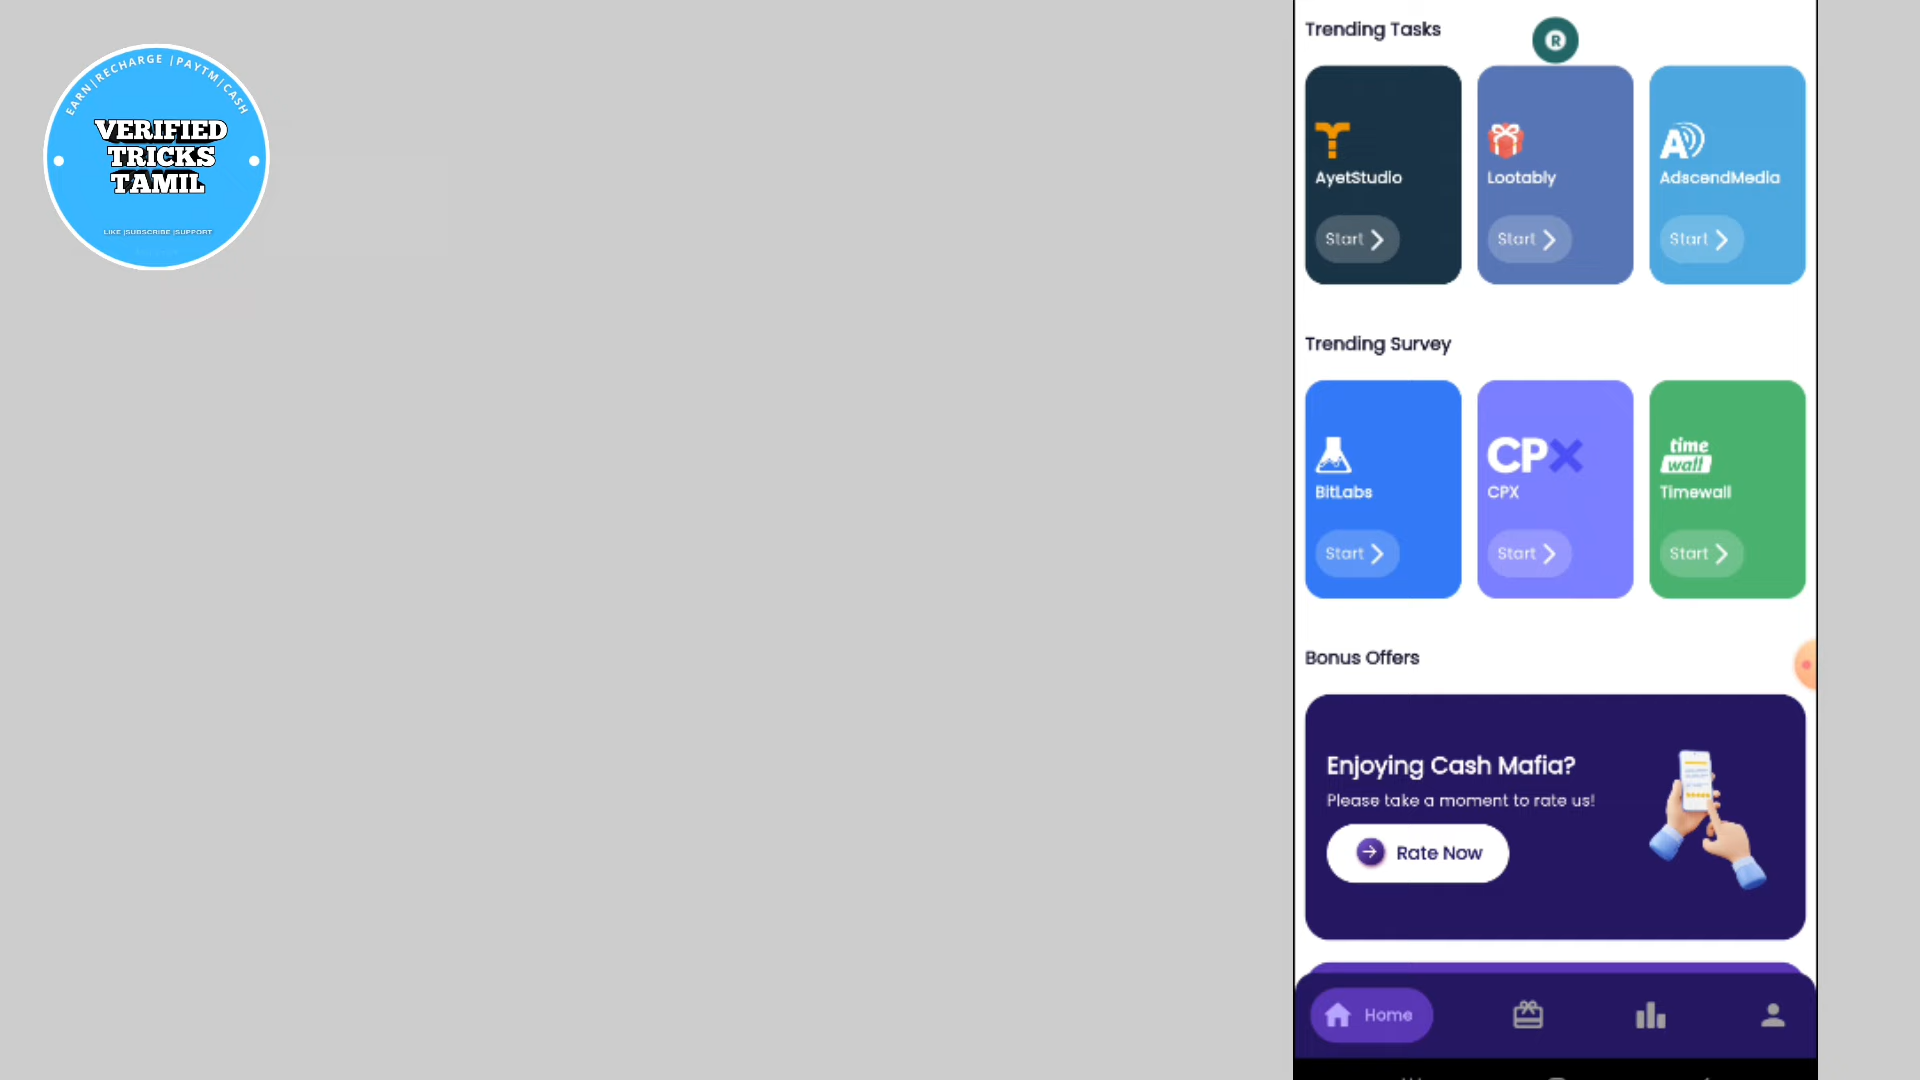 EARN|RECHARGE |PAYTM|CASH
VERIFIED
TRICKS
TAMIL
LIKE |SUBSCRIBE |SUPPORT
Trending Tasks
R
AyetStudio
Lootably
A
AdscendMedia
Start
Start
Start
Trending Survey
CPX
time
wall
BitLabs
CPX
Timewall
Start
Start
Start
Bonus Offers
Enjoying Cash Mafia?
Please take a moment to rate us!
Rate Now
Home